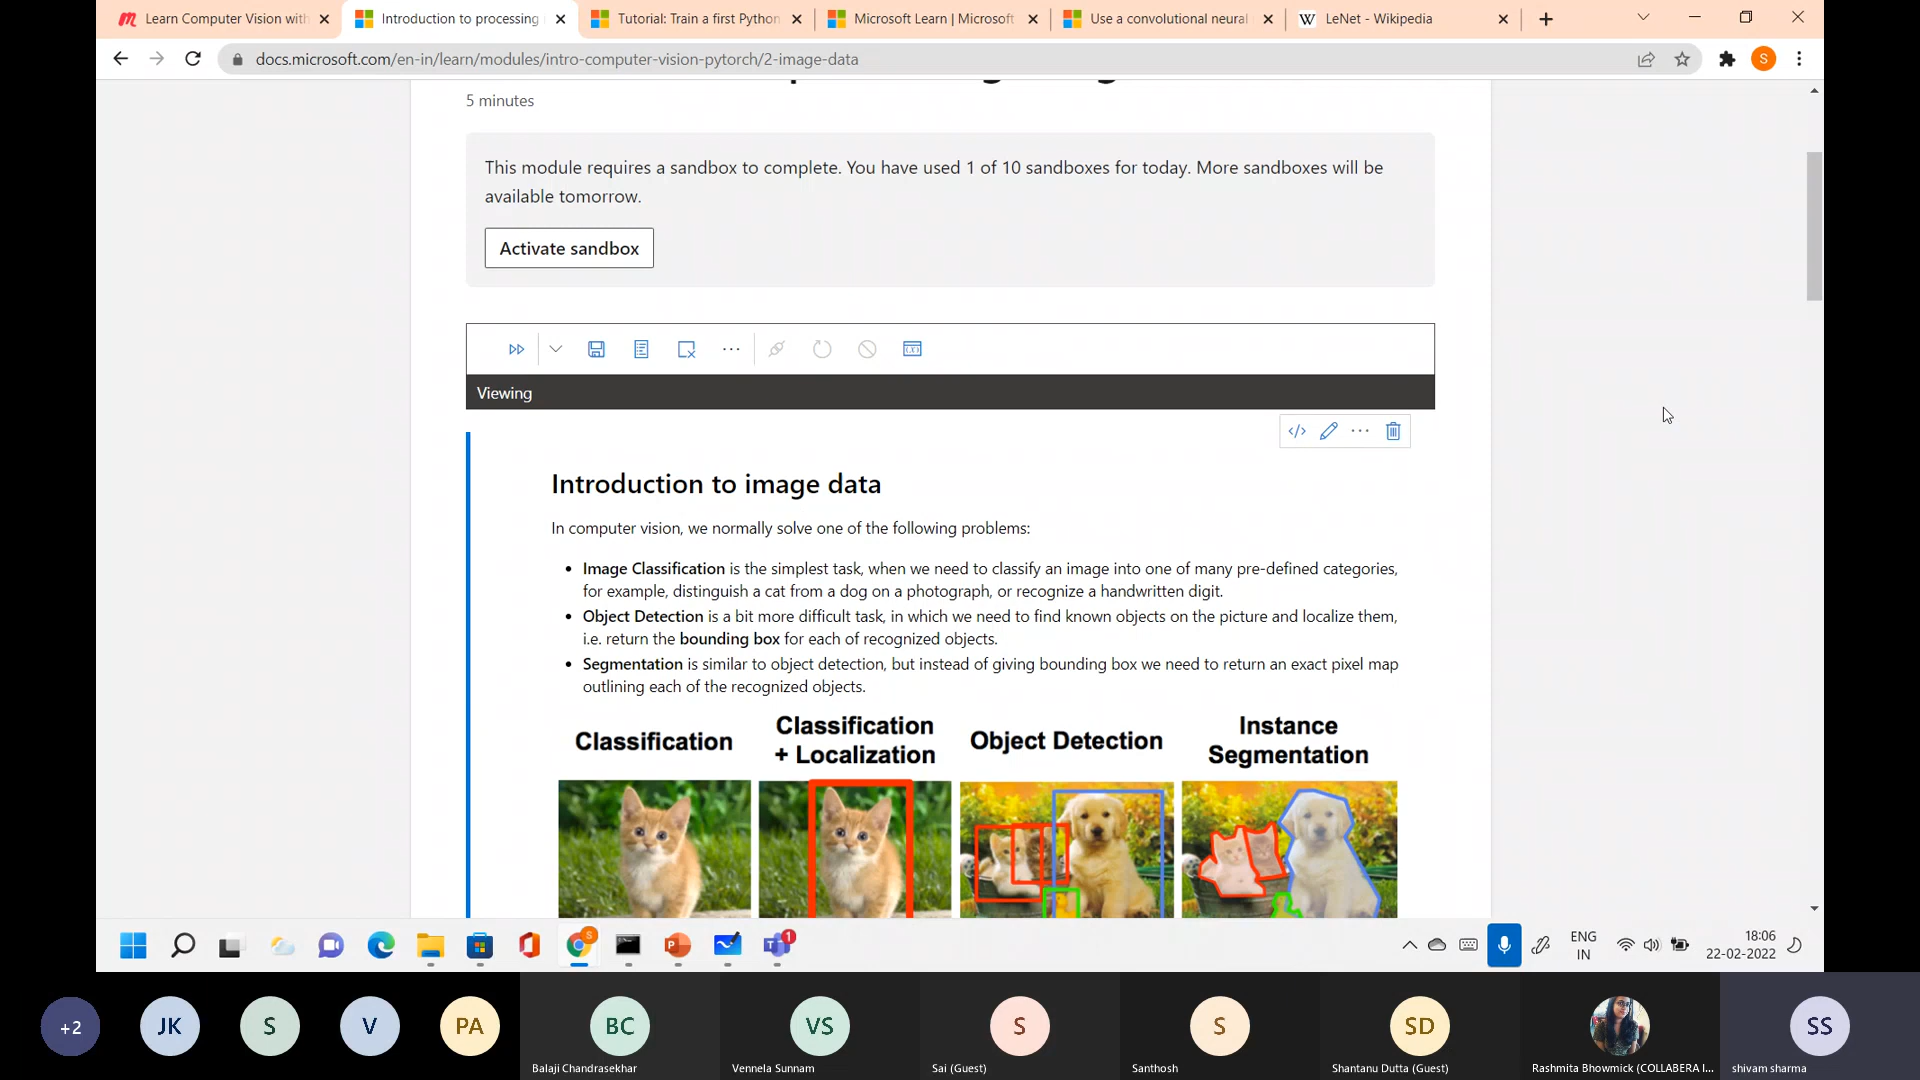 Learn Computer Vision with
Introduction to processing
Tutorial: Train a first Python
Microsoft Learn | Microsoft
Use a convolutional neural
W LeNet - Wikipedia
docs.microsoft.com/en-in/learn/modules/intro-computer-vision-pytorch/2-image-data
S
5 minutes
This module requires a sandbox to complete. You have used 1 of 10 sandboxes for today. More sandboxes will be
available tomorrow.
Activate sandbox
Viewing
Introduction to image data
In computer vision, we normally solve one of the following problems:
Image Classification is the simplest task, when we need to classify an image into one of many pre-defined categories,
for example, distinguish a cat from a dog on a photograph, or recognize a handwritten digit.
Object Detection is a bit more difficult task, in which we need to find known objects on the picture and localize them,
i.e. return the bounding box for each of recognized objects.
Segmentation is similar to object detection, but instead of giving bounding box we need to return an exact pixel map
outlining each of the recognized objects.
Classification
Classification
+ Localization
Object Detection
Instance
Segmentation
S
1
ENG
IN
18:06
22-02-2022
+2
JK
S
V
PA
BC
VS
S
S
SD
SS
Balaji Chandrasekhar
Vennela Sunnam
Sai (Guest)
Santhosh
Shantanu Dutta (Guest)
Rashmita Bhowmick (COLLABERA I...
shivam sharma